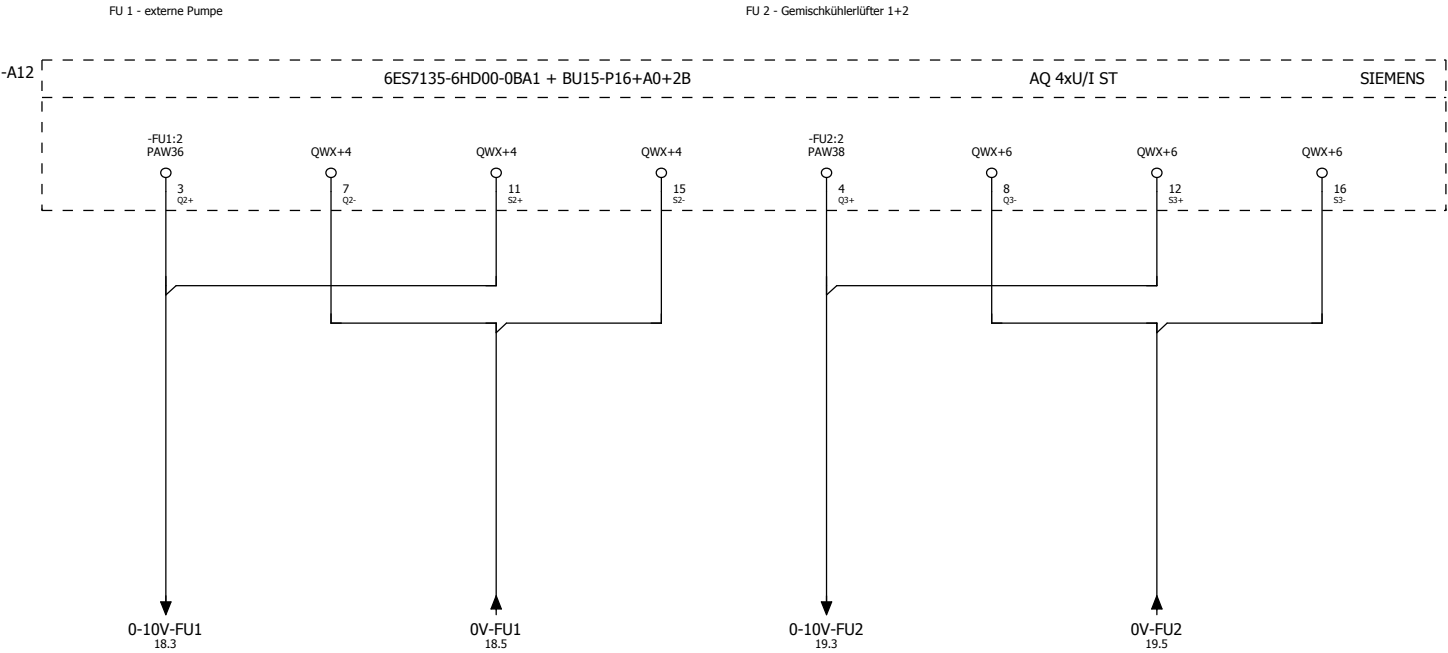 FU 1 - externe Pumpe
FU 2 - Gemischkühlerlüfter 1+2
-A12
6ES7135-6HD00-0BA1 + BU15-P16+A0+2B
AQ 4xU/I ST
SIEMENS
-FU1:2
PAW36
QWX+4
QWX+4
QWX+4
-FU2:2
PAW38
QWX+6
QWX+6
QWX+6
3
Q2+
7
Q2-
11
S2+
15
S2-
4
Q3+
8
Q3-
12
S3+
16
S3-
0-10V-FU1
18.3
0V-FU1
18.5
0-10V-FU2
19.3
0V-FU2
19.5